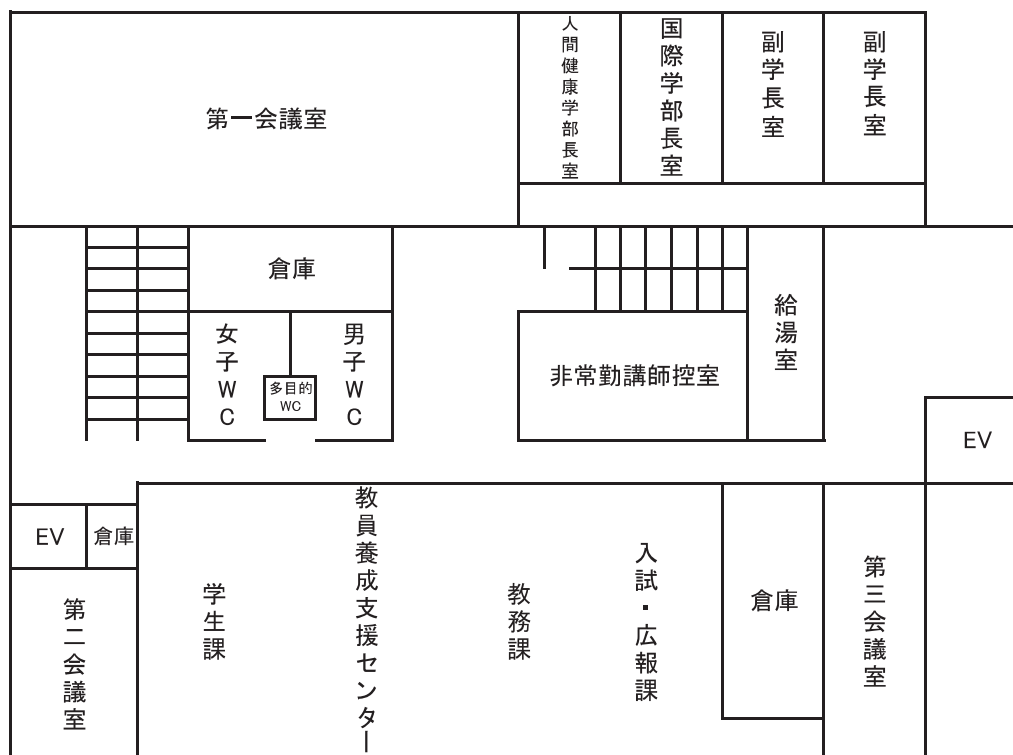 第一会議室
人間健康学部長室
国際学部長室
副学長室
副学長室
倉庫
女子WC
多目的
WC
男子WC
非常勤講師控室
給湯室
EV
EV
倉庫
第二会議室
学生課
教員養成支援センター
教務課
入試・広報課
倉庫
第三会議室